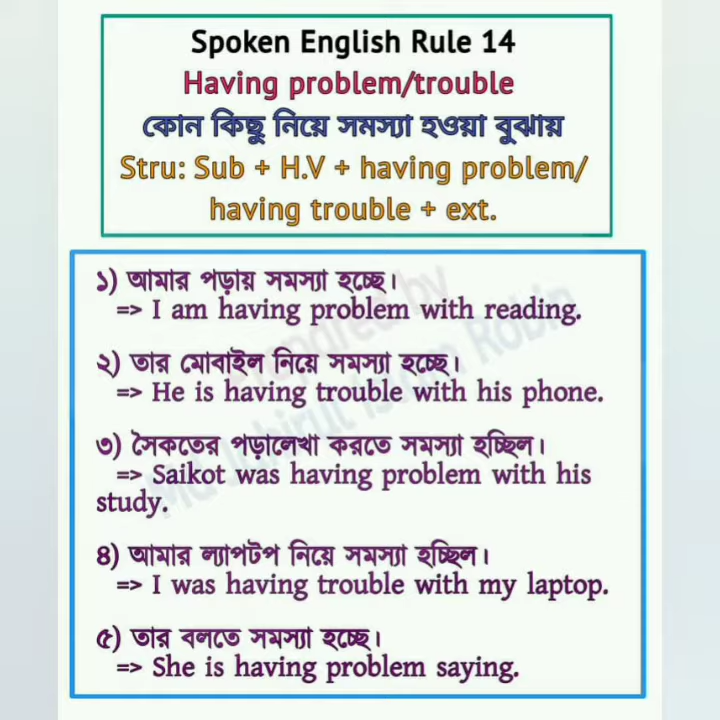 Spoken English Rule 14
Having problem/trouble
কোন কিছু নিয়ে সমস্যা হওয়া বুঝায়
Stru: Sub + H.V + having problem/
having trouble + ext.
১) আমার পড়ায় সমস্যা হচ্ছে।
=> I am having problem with reading.
২) তার মোবাইল নিয়ে সমস্যা হচ্ছে।
=> He is having trouble with his phone.
৩) সৈকতের পড়ালেখা করতে সমস্যা হচ্ছিল।
=> Saikot was having problem with his
study.
৪) আমার ল্যাপটপ নিয়ে সমস্যা হচ্ছিল।
=> I was having trouble with my laptop.
৫) তার বলতে সমস্যা হচ্ছে।
=> She is having problem saying.